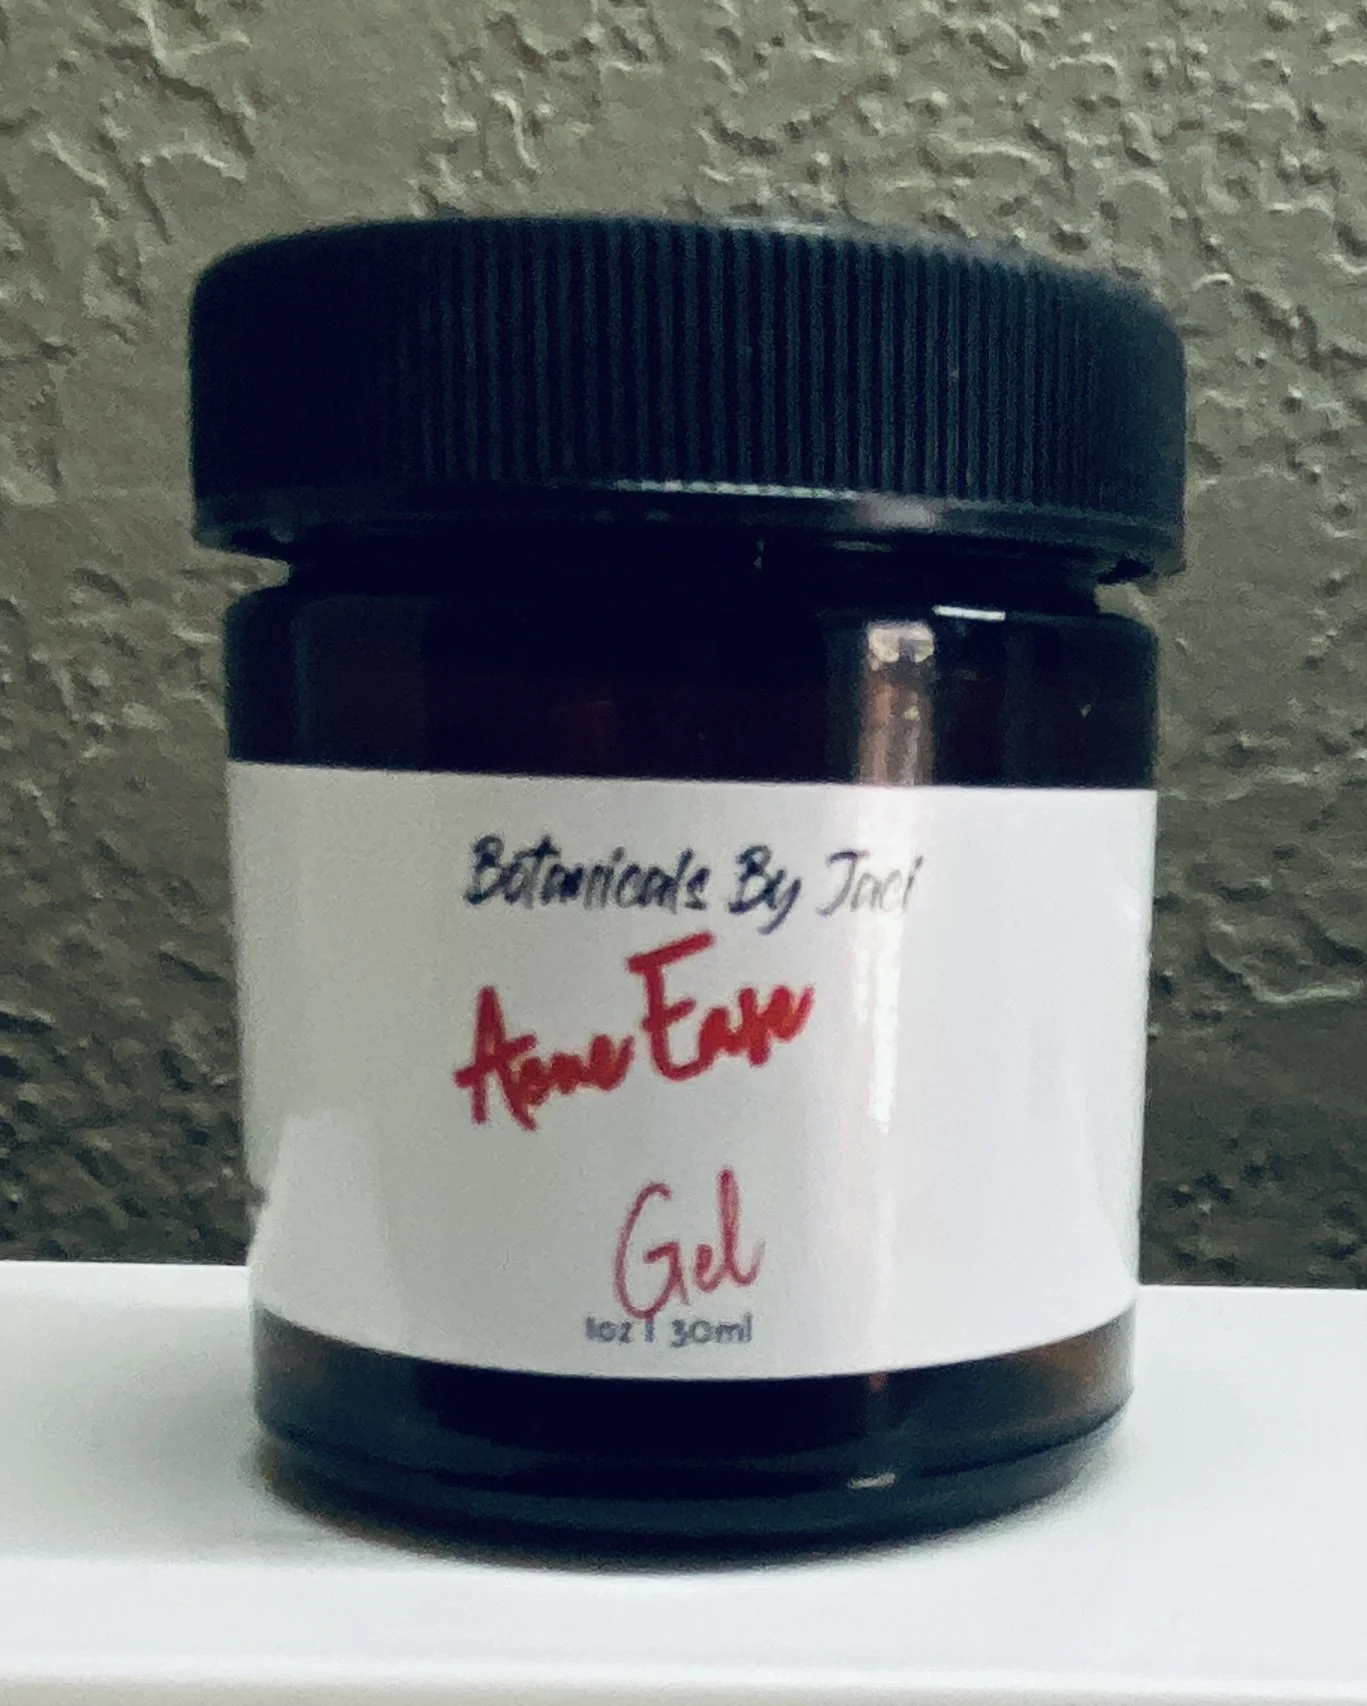 Botanicals By Jaci
Acne Ease
Gel
1oz | 30ml